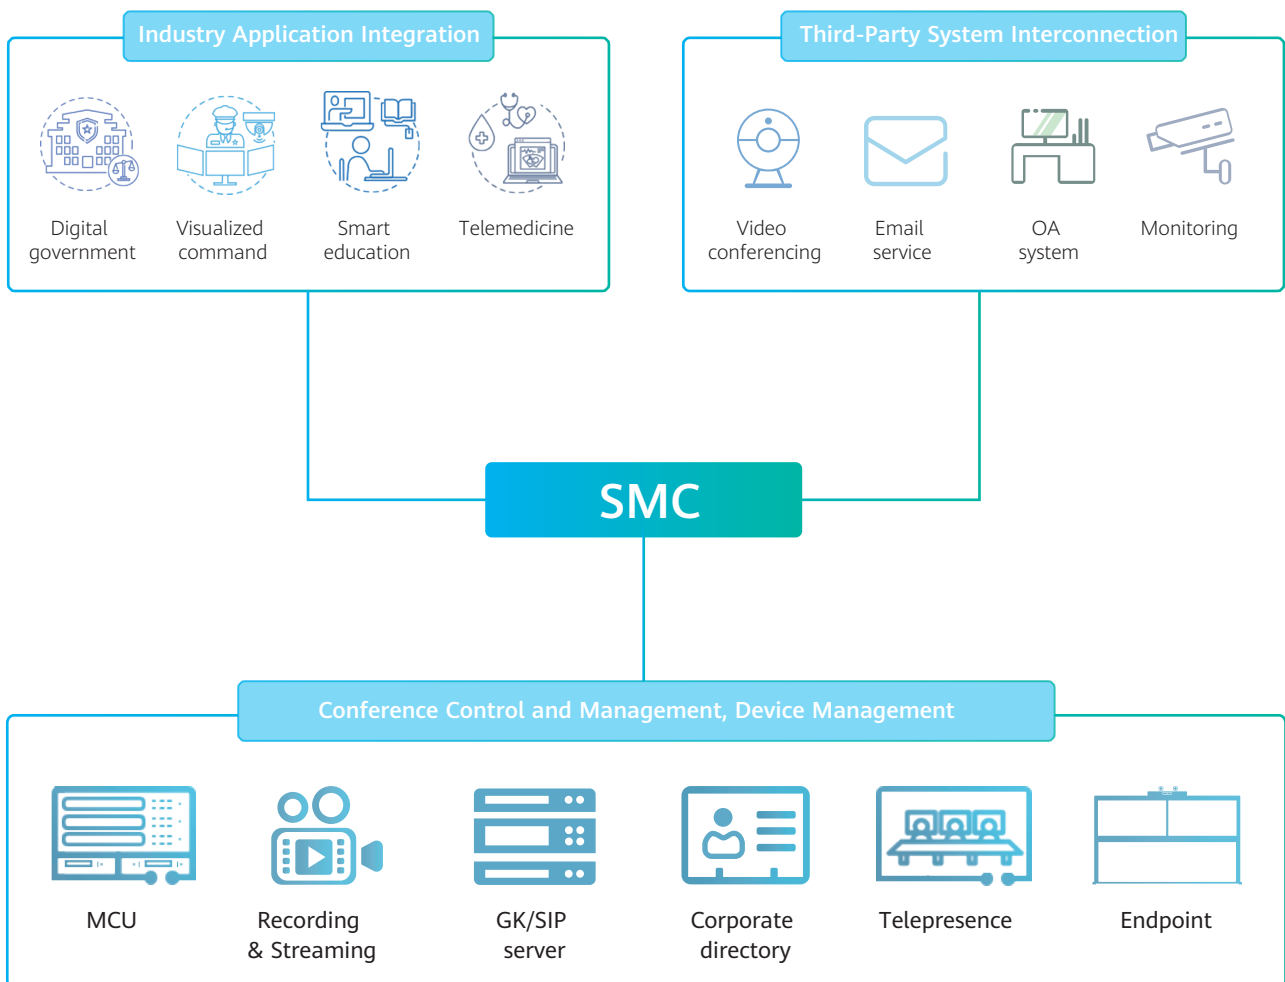 Industry Application Integration
Third-Party System Interconnection
Digital
government
Visualized
command
Smart
education
Telemedicine
Video
conferencing
Email
service
OA
system
Monitoring
SMC
Conference Control and Management, Device Management
MCU
Recording
& Streaming
GK/SIP
server
Corporate
directory
Telepresence
Endpoint